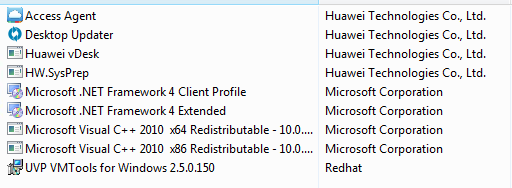 Access Agent Huawei Technologies Co., Ltd.
Desktop Updater Huawei Technologies Co., Ltd.
Huawei vDesk Huawei Technologies Co., Ltd.
HW.SysPrep Huawei Technologies Co., Ltd.
Microsoft .NET Framework 4 Client Profile Microsoft Corporation
Microsoft .NET Framework 4 Extended Microsoft Corporation
Microsoft Visual C++ 2010  x64 Redistributable - 10.0.... Microsoft Corporation
Microsoft Visual C++ 2010  x86 Redistributable - 10.0.... Microsoft Corporation
UVP VMTools for Windows 2.5.0.150 Redhat